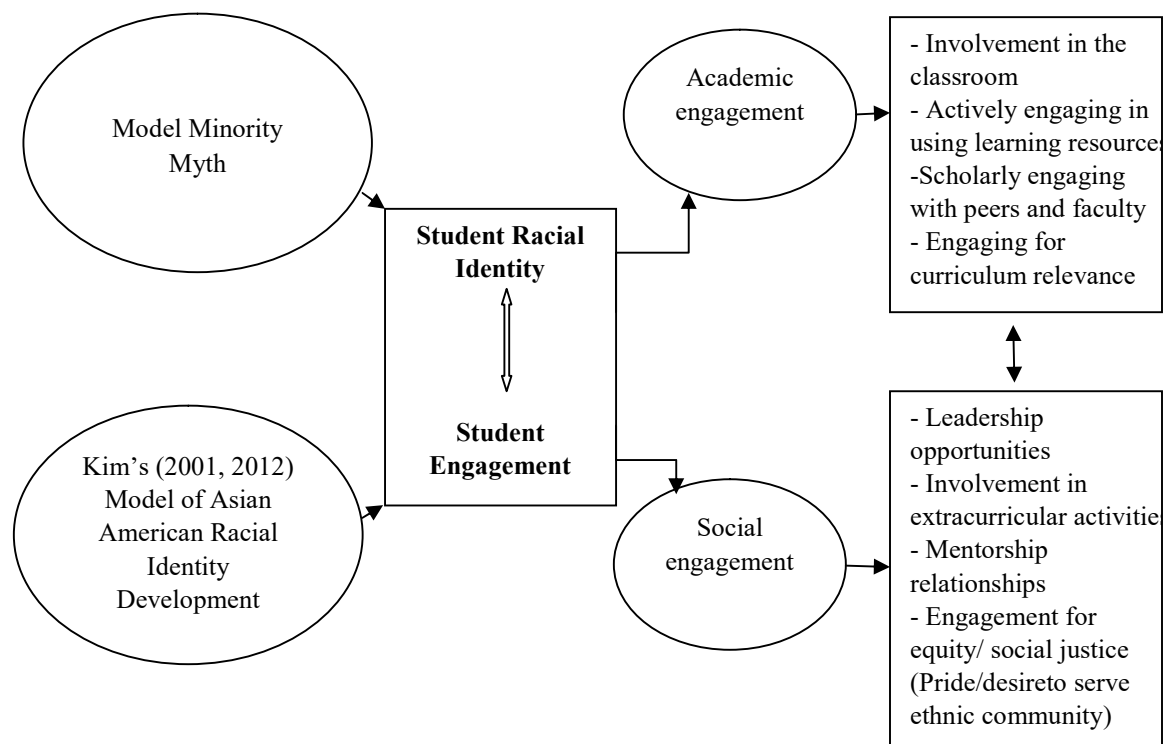 Model Minority
Myth
Kim’s (2001, 2012)
Model of Asian
American Racial
Identity
Development
Student Racial
Identity
Student
Engagement
Academic
engagement
Social
engagement
- Involvement in the
classroom
- Actively engaging in
using learning resources
-Scholarly engaging
with peers and faculty
- Engaging for
curriculum relevance
- Leadership
opportunities
- Involvement in
extracurricular activities
- Mentorship
relationships
- Engagement for
equity/ social justice
(Pride/desireto serve
ethnic community)